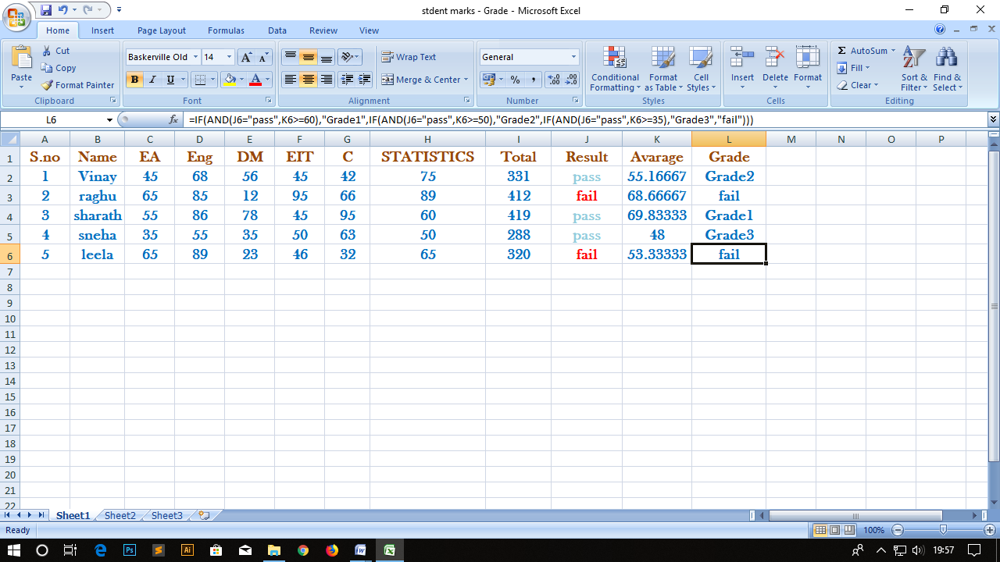 stdent marks - Grade - Microsoft Excel
Home Insert Page Layout Formulas Data Review View
Paste Cut Copy Format Painter Clipboard
Baskerville Old 14 A A B I U A Font
Wrap Text Merge & Center Alignment
General % , .00 .0 Number
Conditional Formatting Format as Table Cell Styles Styles
Insert Delete Format Cells
Σ AutoSum Fill Clear Sort & Filter Find & Select Editing
L6 fx =IF(AND(J6="pass",K6>=60),"Grade1",IF(AND(J6="pass",K6>=50),"Grade2",IF(AND(J6="pass",K6>=35),"Grade3","fail")))
A B C D E F G H I J K L M N O P
1 S.no Name EA Eng DM EIT C STATISTICS Total Result Avarage Grade
2 1 Vinay 45 68 56 45 42 75 331 pass 55.16667 Grade2
3 2 raghu 65 85 12 95 66 89 412 fail 68.66667 fail
4 3 sharath 55 86 78 45 95 60 419 pass 69.83333 Grade1
5 4 sneha 35 55 35 50 63 50 288 pass 48 Grade3
6 5 leela 65 89 23 46 32 65 320 fail 53.33333 fail
7
8
9
10
11
12
13
14
15
16
17
18
19
20
21
22
Sheet1 Sheet2 Sheet3
Ready 100%
Ps Ai 19:57